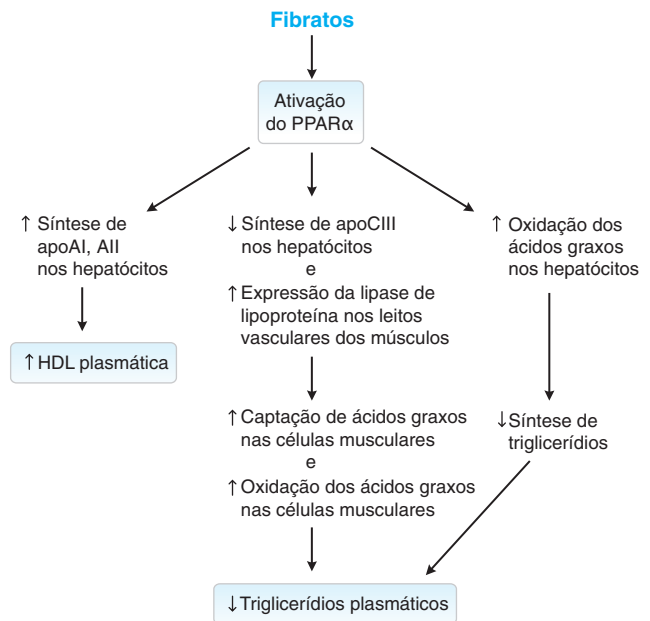 Fibratos
Ativação
do PPARα
↑ Síntese de
apoAI, AII
nos hepatócitos
↑ HDL plasmática
↓ Síntese de apoCIII
nos hepatócitos
e
↑ Expressão da lipase de
lipoproteína nos leitos
vasculares dos músculos
↑ Captação de ácidos graxos
nas células musculares
e
↑ Oxidação dos ácidos graxos
nas células musculares
↑ Oxidação dos
ácidos graxos
nos hepatócitos
↓ Síntese de
triglicerídios
↓ Triglicerídios plasmáticos